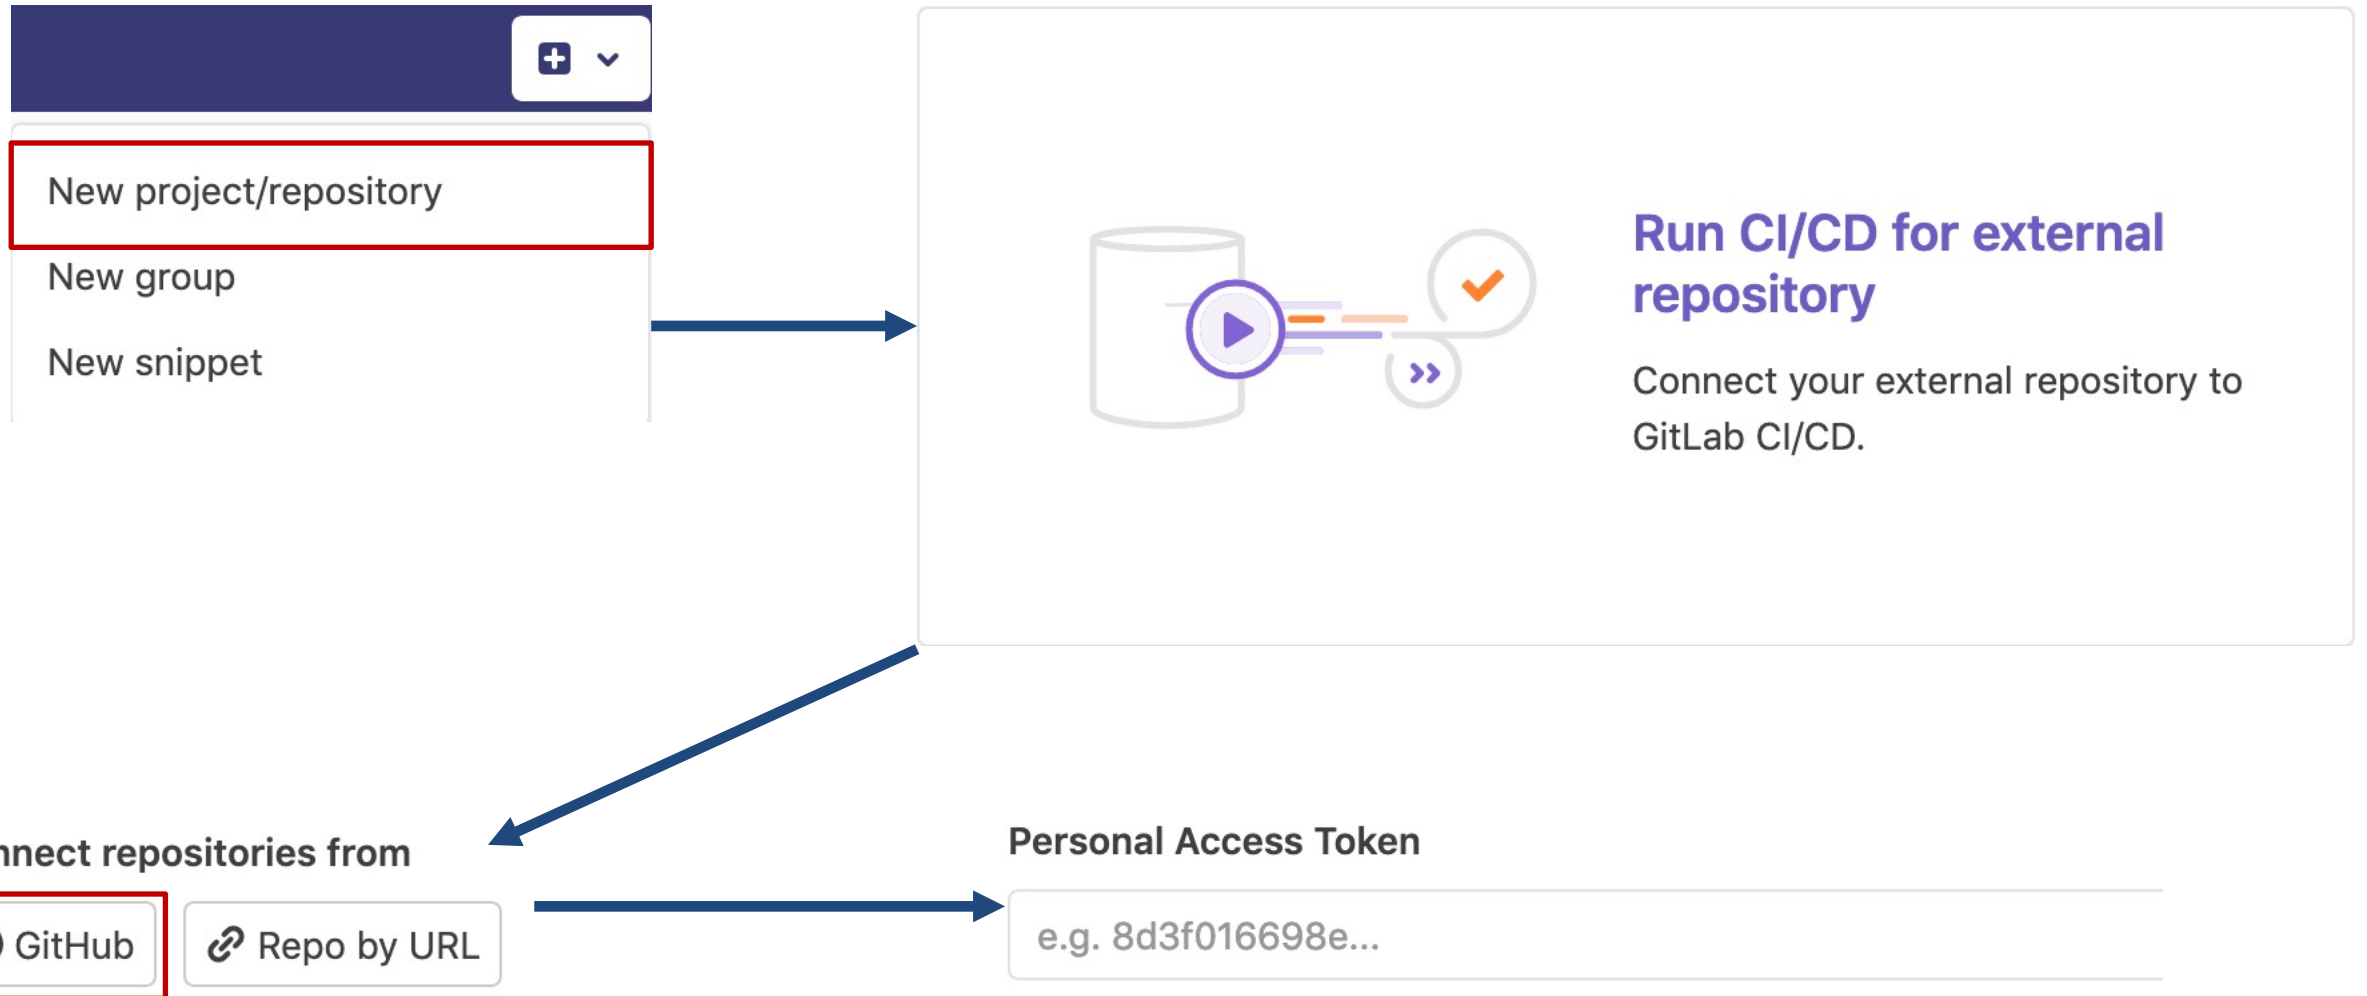 New project/repository
New group
New snippet
Run CI/CD for external
repository
Connect your external repository to
GitLab CI/CD.
nnect repositories from
GitHub
Repo by URL
Personal Access Token
e.g. 8d3f016698e...